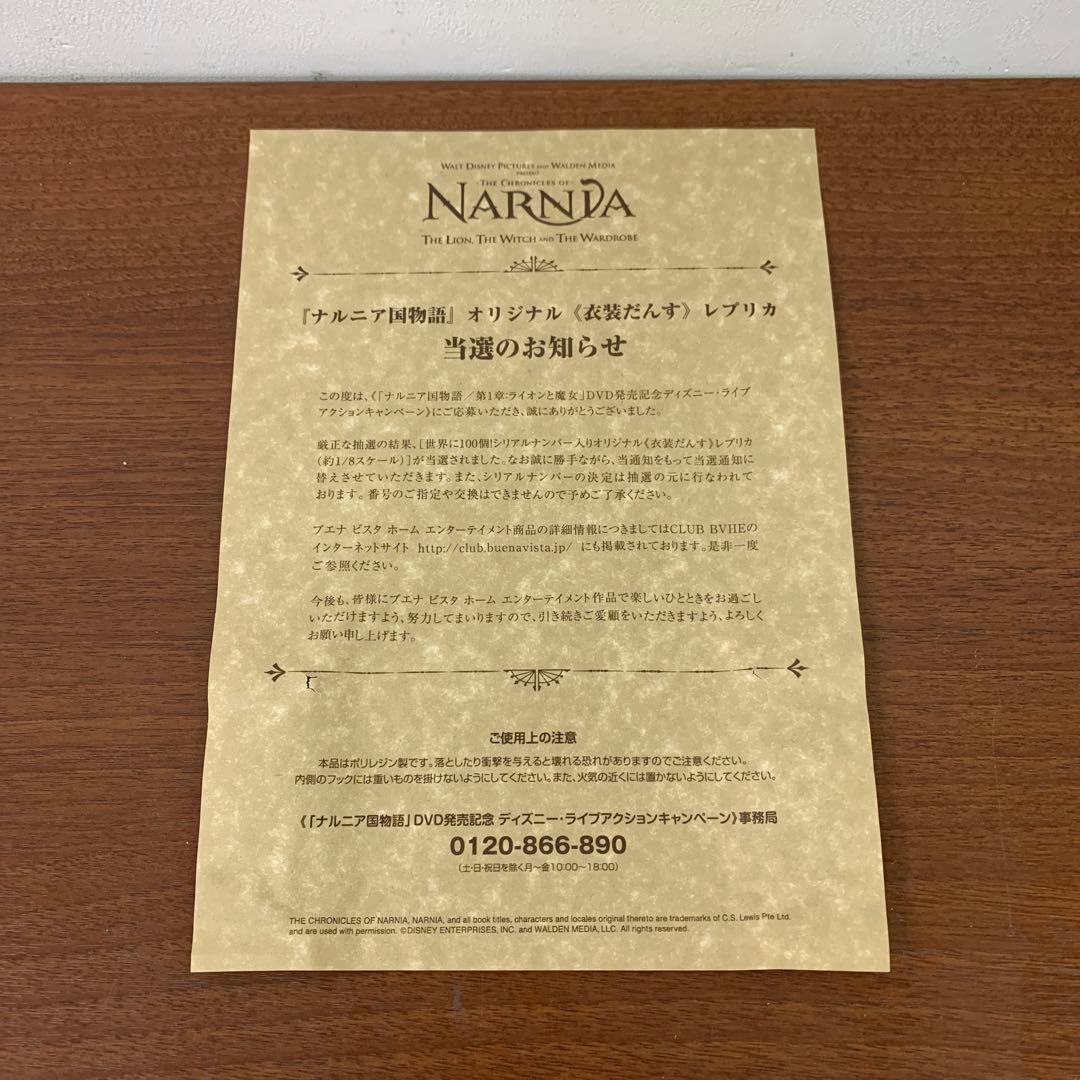 WALT DISNEY PICTURES AND WALDEN MEDIA
PRESENT
THE CHRONICLES OF
NARNIA
THE LION, THE WITCH AND THE WARDROBE
『ナルニア国物語』オリジナル《衣装だんす》レプリカ
当選のお知らせ
この度は、《「ナルニア国物語／第1章:ライオンと魔女」DVD発売記念ディズニー・ライブ
アクションキャンペーン》にご応募いただき、誠にありがとうございました。
厳正な抽選の結果、[世界に100個!シリアルナンバー入りオリジナル《衣装だんす》レプリカ
(約1/8スケール)]が当選されました。なお誠に勝手ながら、当通知をもって当選通知に
替えさせていただきます。また、シリアルナンバーの決定は抽選の元に行なわれて
おります。番号のご指定や交換はできませんので予めご了承ください。
ブエナ ビスタ ホーム エンターテイメント商品の詳細情報につきましてはCLUB BVHEの
インターネットサイト http://club.buenavista.jp/ にも掲載されております。是非一度
ご参照ください。
今後も、皆様にブエナ ビスタ ホーム エンターテイメント作品で楽しいひとときをお過ごし
いただけますよう、努力してまいりますので、引き続きご愛顧をいただきますよう、よろしく
お願い申し上げます。
ご使用上の注意
本品はポリレジン製です。落としたり衝撃を与えると壊れる恐れがありますのでご注意ください。
内側のフックには重いものを掛けないようにしてください。また、火気の近くには置かないようにしてください。
《「ナルニア国物語」DVD発売記念 ディズニー・ライブアクションキャンペーン》事務局
0120-866-890
(土・日・祝日を除く月〜金10:00〜18:00)
THE CHRONICLES OF NARNIA, NARNIA, and all book titles, characters and locales original thereto are trademarks of C.S. Lewis Pte Ltd.
and are used with permission. ©DISNEY ENTERPRISES, INC. and WALDEN MEDIA, LLC. All rights reserved.